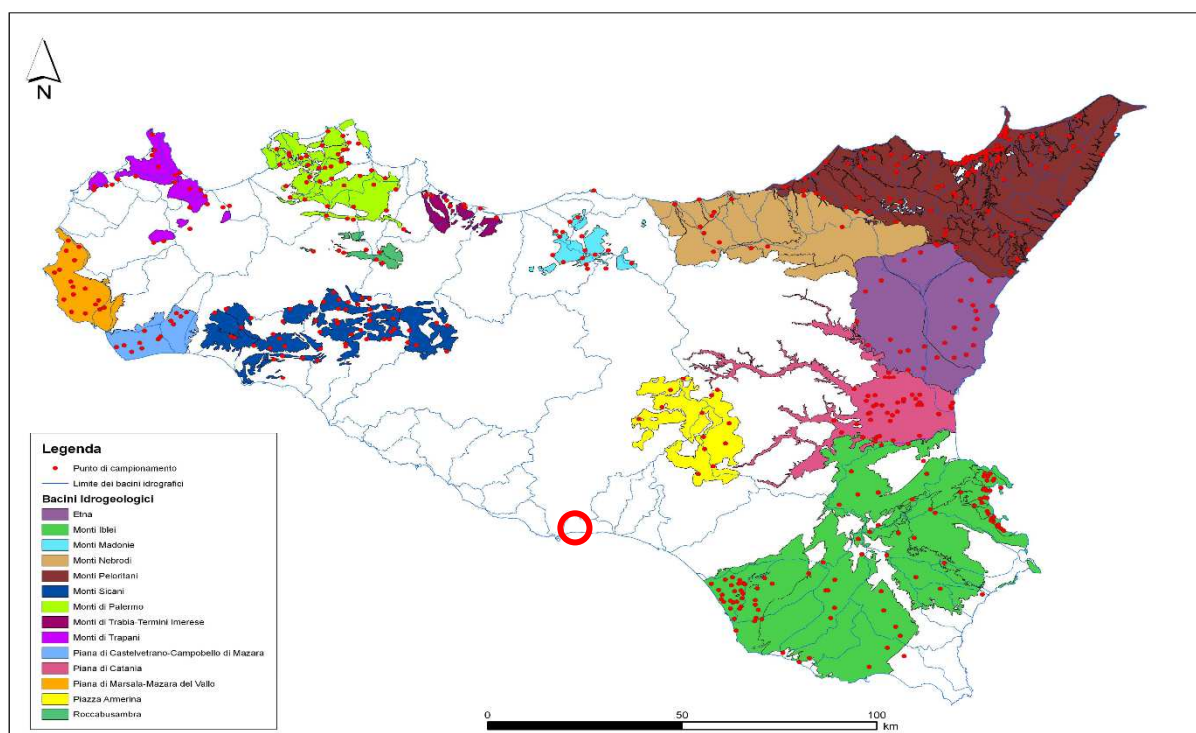 N
Legenda
Punto di campionamento
Limite dei bacini idrografici
Bacini Idrogeologici
Etna
Monti Iblei
Monti Madonie
Monti Nebrodi
Monti Peloritani
Monti Sicani
Monti di Palermo
Monti di Trabia-Termini Imerese
Monti di Trapani
Piana di Castelvetrano-Campobello di Mazara
Piana di Catania
Piana di Marsala-Mazara del Vallo
Piazza Armerina
Roccabusambra
0 50 100
km